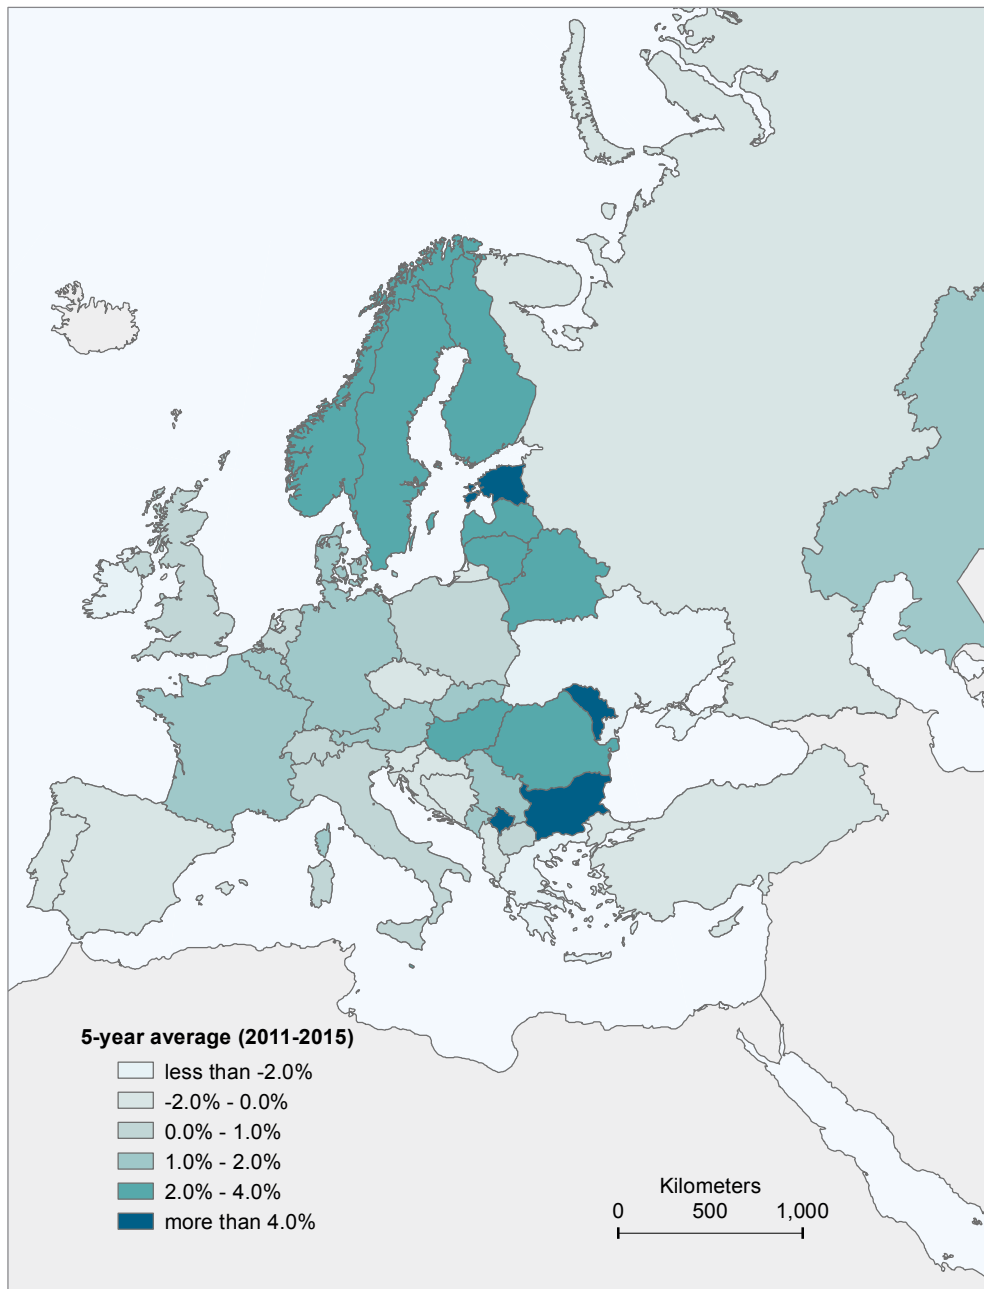 5-year average (2011-2015)
less than -2.0%
-2.0% - 0.0%
0.0% - 1.0%
1.0% - 2.0%
2.0% - 4.0%
more than 4.0%
Kilometers
0 500 1,000